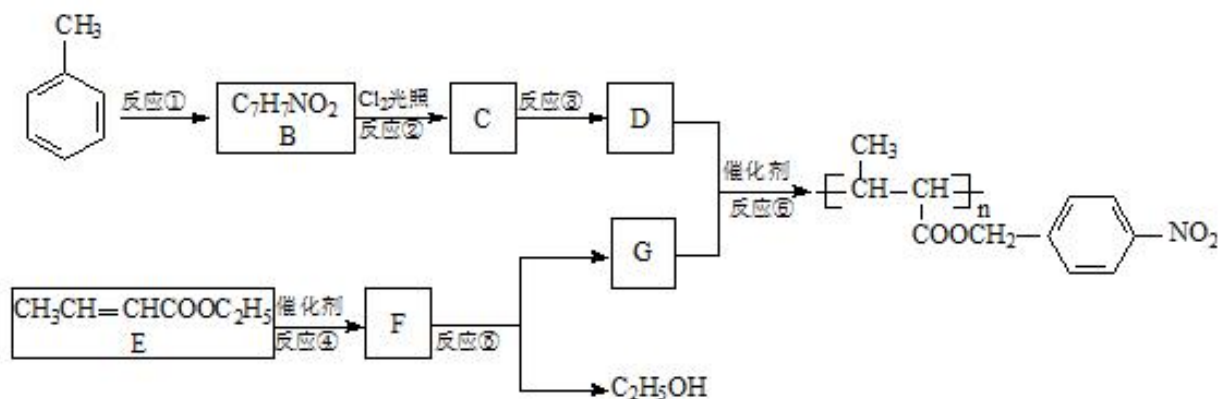 CH₃
反应①
C₇H₇NO₂
B
Cl₂光照
反应②
C
反应③
D
催化剂
反应⑥
CH₃
CH CH
n
COOCH₂ NO₂
G
CH₃CH=CHCOOC₂H₅
E
催化剂
反应④
F
反应⑤
C₂H₅OH